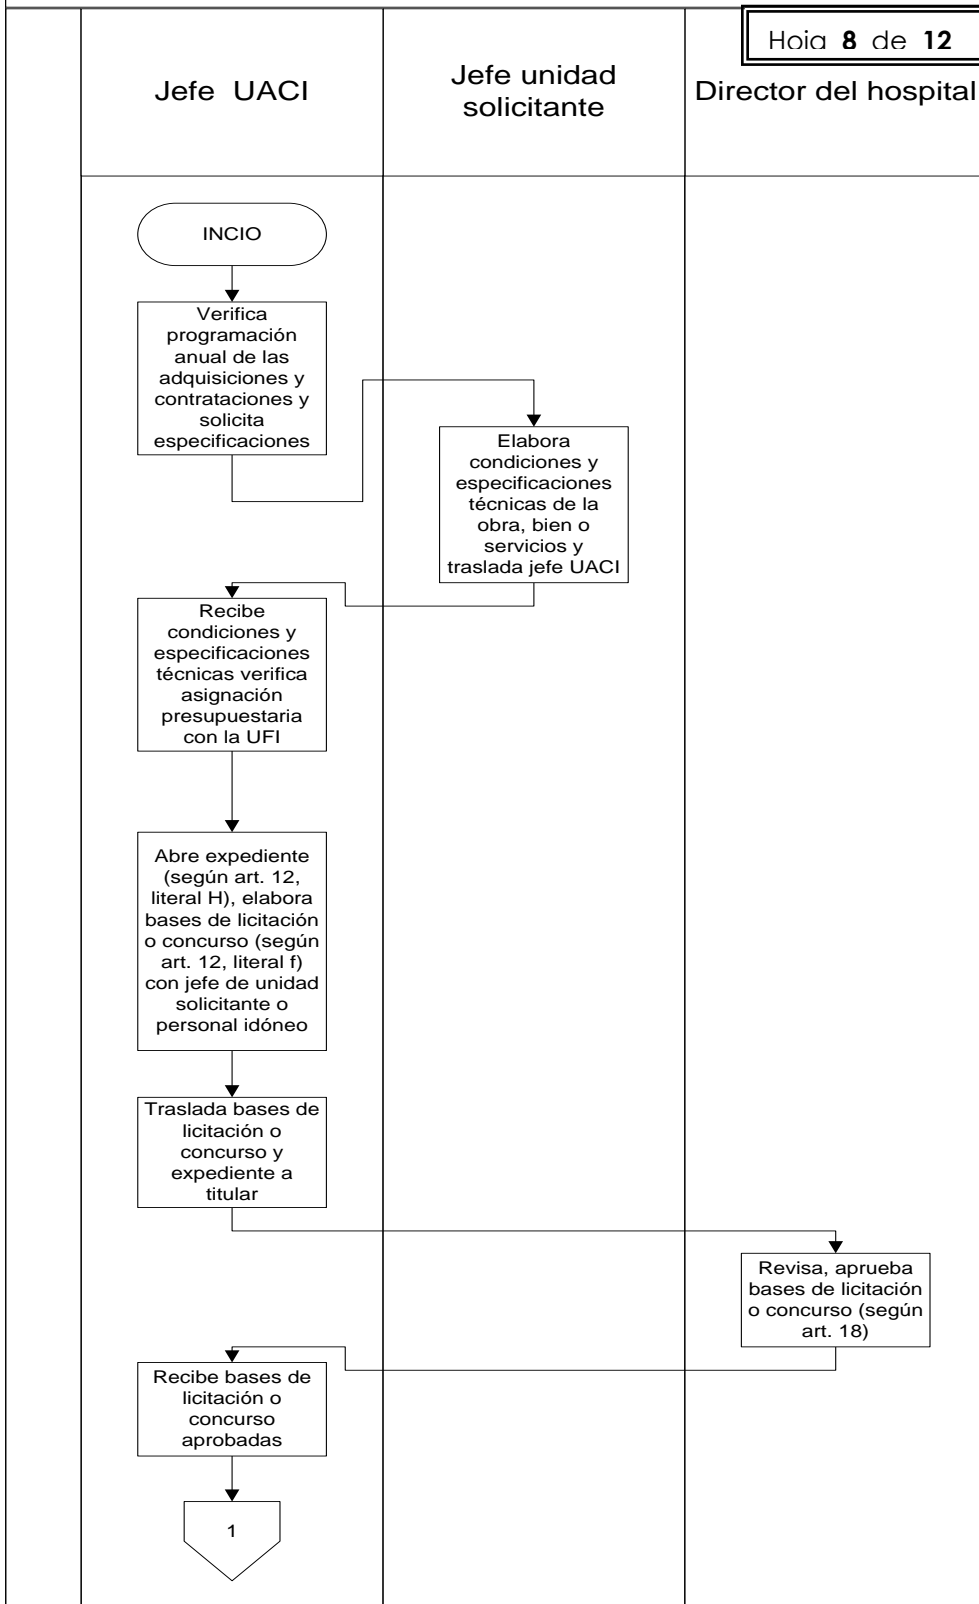 Hoja 8 de 12
Jefe UACI
Jefe unidad
solicitante
Director del hospital
INCIO
Verifica
programación
anual de las
adquisiciones y
contrataciones y
solicita
especificaciones
Elabora
condiciones y
especificaciones
técnicas de la
obra, bien o
servicios y
traslada jefe UACI
Recibe
condiciones y
especificaciones
técnicas verifica
asignación
presupuestaria
con la UFI
Abre expediente
(según art. 12,
literal H), elabora
bases de licitación
o concurso (según
art. 12, literal f)
con jefe de unidad
solicitante o
personal idóneo
Traslada bases de
licitación o
concurso y
expediente a
titular
Revisa, aprueba
bases de licitación
o concurso (según
art. 18)
Recibe bases de
licitación o
concurso
aprobadas
1